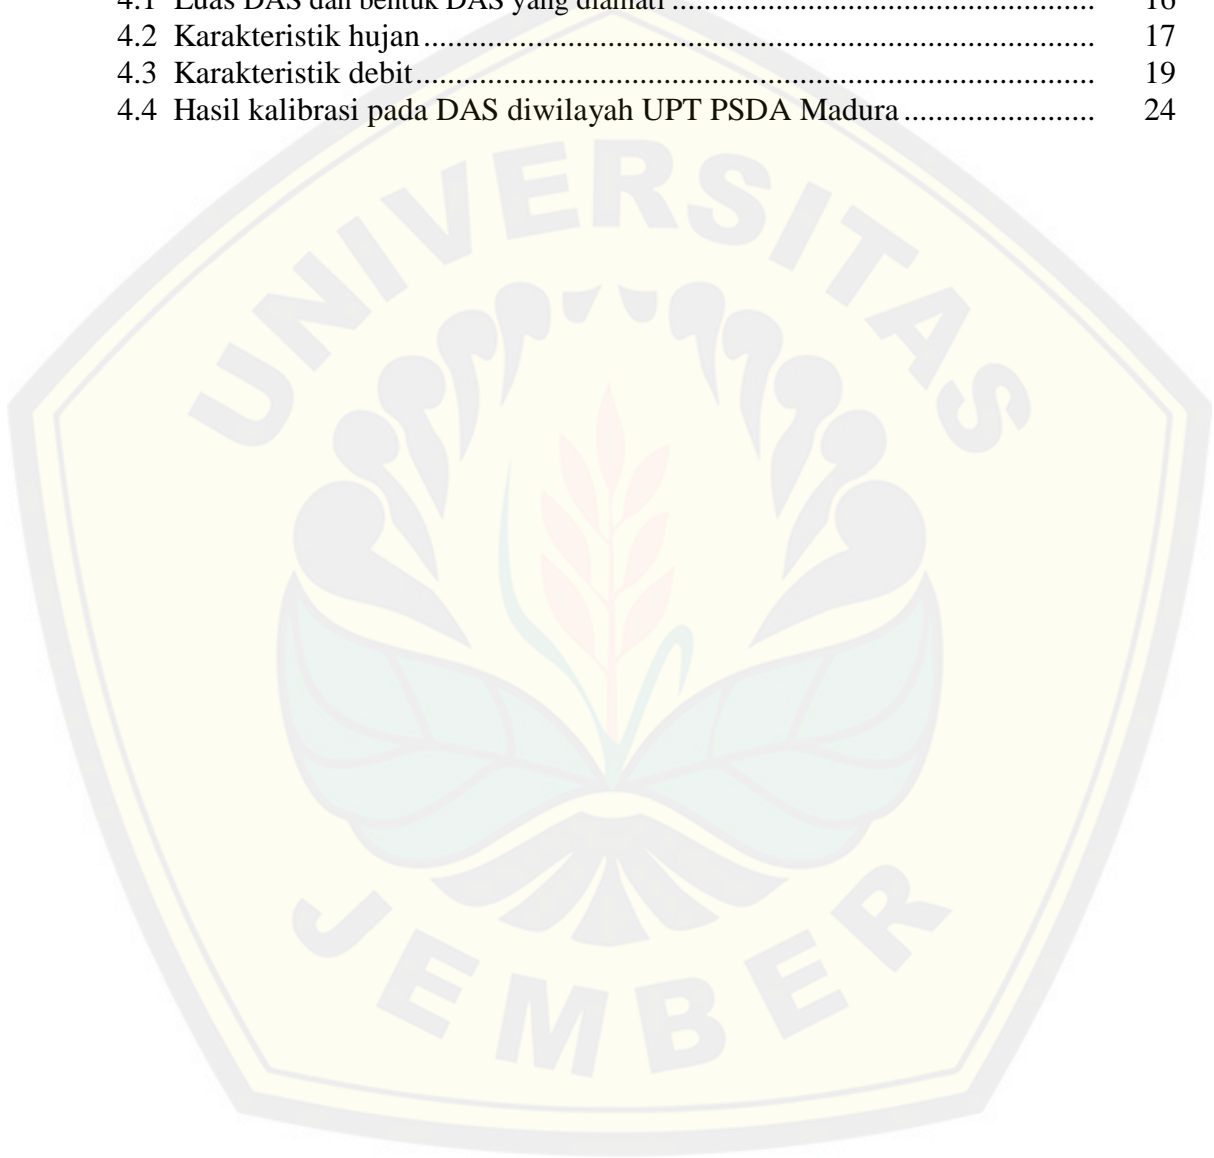 4.1 Luas DAS dan bentuk DAS yang diamati ..................................................... 16
4.2 Karakteristik hujan ................................................................................... 17
4.3 Karakteristik debit .................................................................................... 19
4.4 Hasil kalibrasi pada DAS diwilayah UPT PSDA Madura ........................ 24
UNIVERSITAS
JEMBER